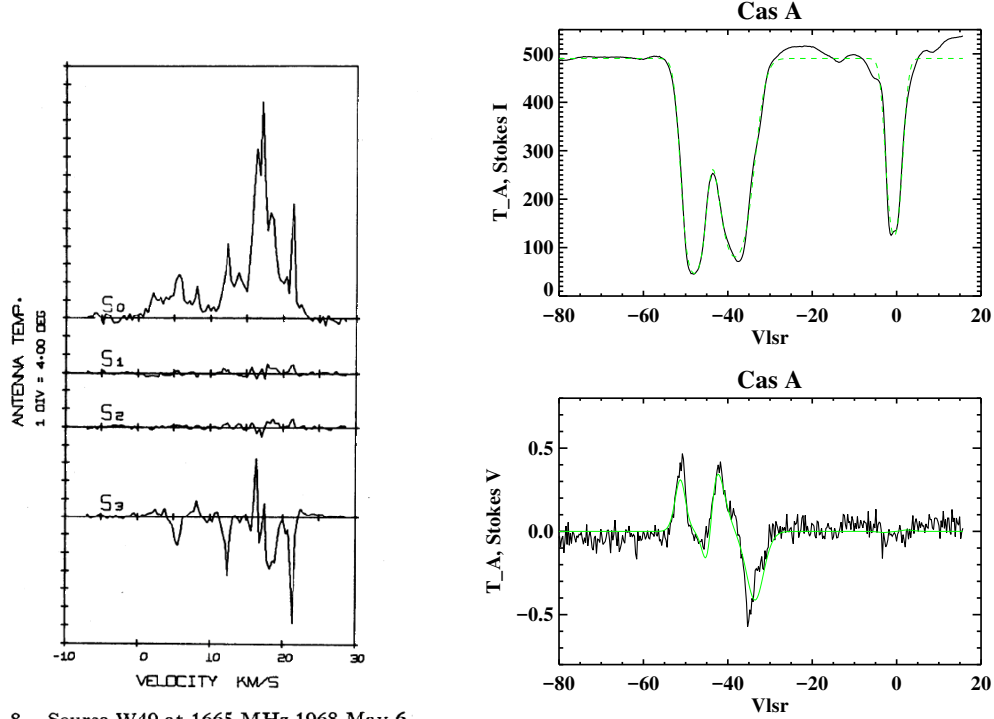 ANTENNA TEMP.
1 DIV = 4.00 DEG
S0
S1
S2
S3
-10 0 10 20 30
VELOCITY KM/S
8. Source W49 at 1665 MHz 1968 May 6
Cas A
T_A, Stokes I
500
400
300
200
100
0
−80 −60 −40 −20 0 20
Vlsr
Cas A
T_A, Stokes V
0.5
0.0
−0.5
−80 −60 −40 −20 0 20
Vlsr